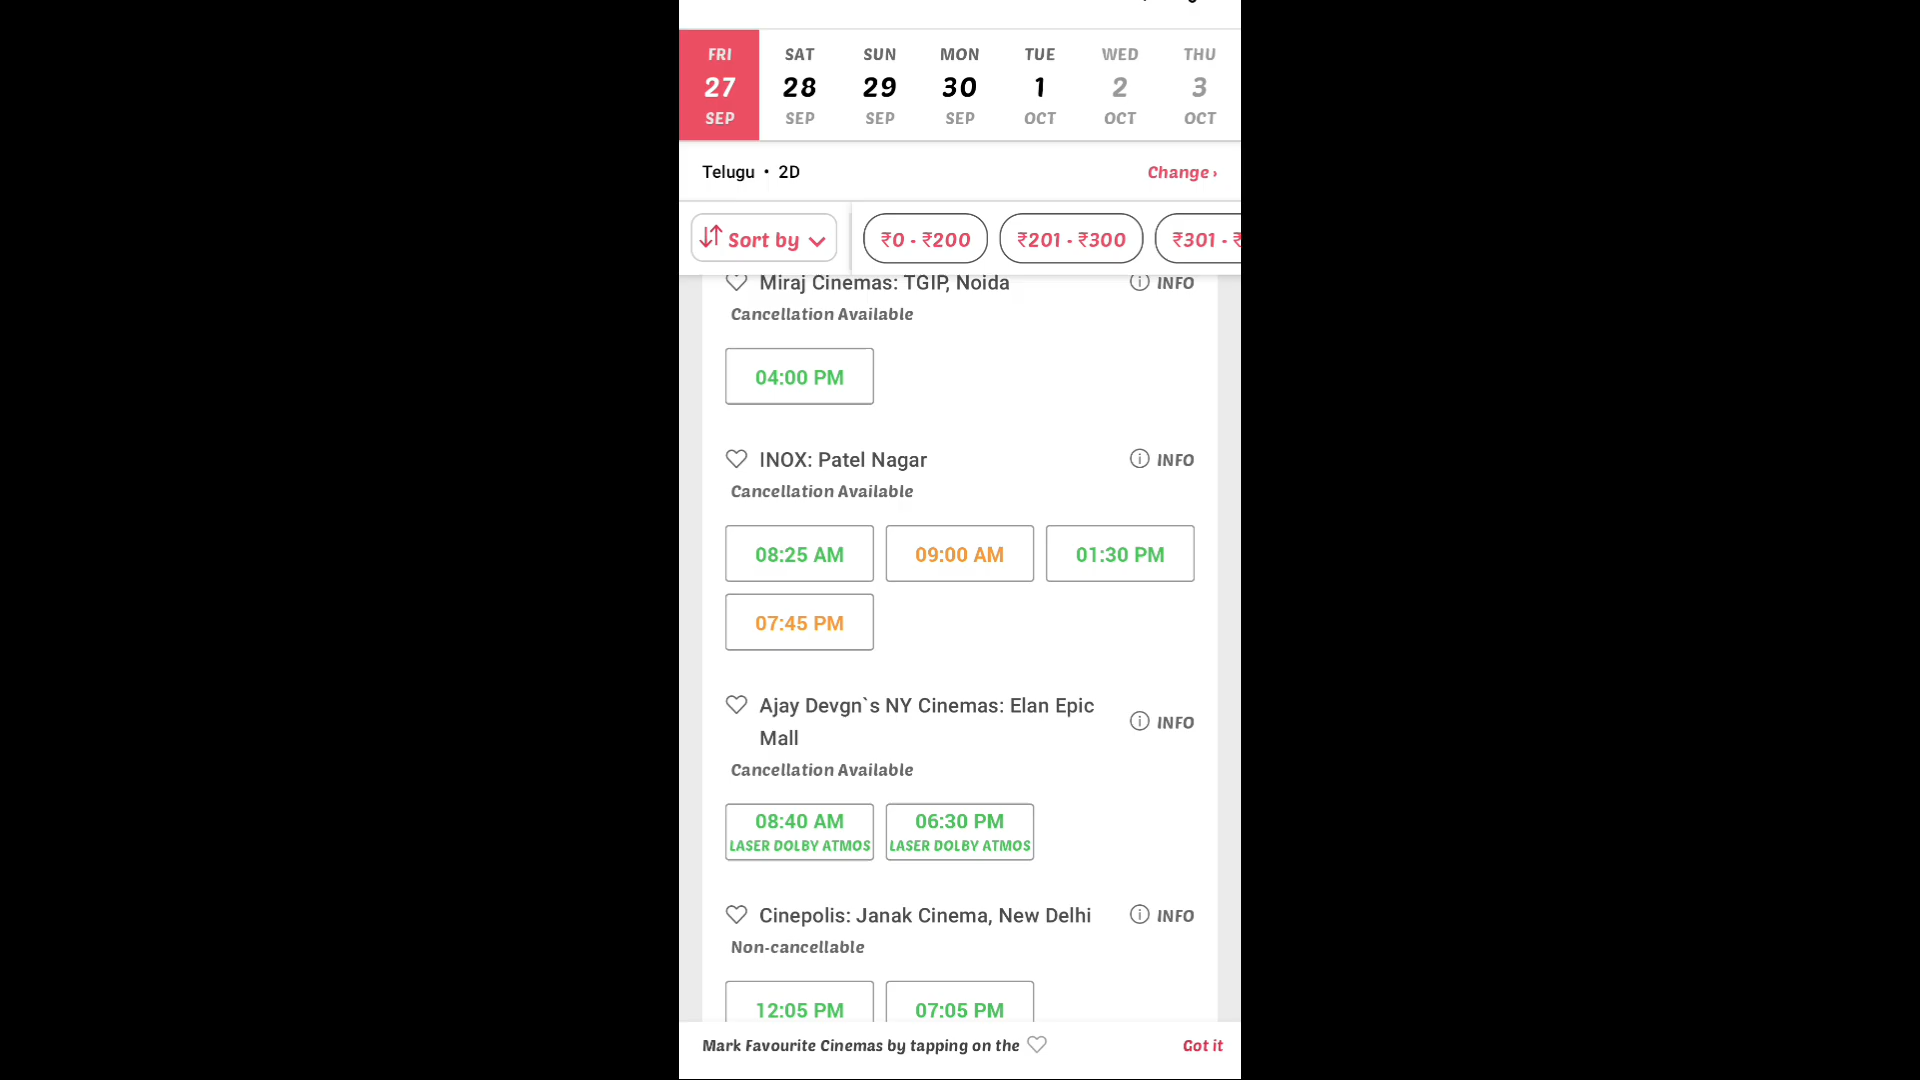 FRI SAT SUN MON TUE WED THU
27 28 29 30 1 2 3
SEP SEP SEP SEP OCT OCT OCT
Telugu • 2D Change ›
Sort by ₹0 - ₹200 ₹201 - ₹300 ₹301 - ₹
Miraj Cinemas: TGIP, Noida INFO
Cancellation Available
04:00 PM
INOX: Patel Nagar INFO
Cancellation Available
08:25 AM 09:00 AM 01:30 PM
07:45 PM
Ajay Devgn`s NY Cinemas: Elan Epic
Mall INFO
Cancellation Available
08:40 AM 06:30 PM
LASER DOLBY ATMOS LASER DOLBY ATMOS
Cinepolis: Janak Cinema, New Delhi INFO
Non-cancellable
12:05 PM 07:05 PM
Mark Favourite Cinemas by tapping on the Got it